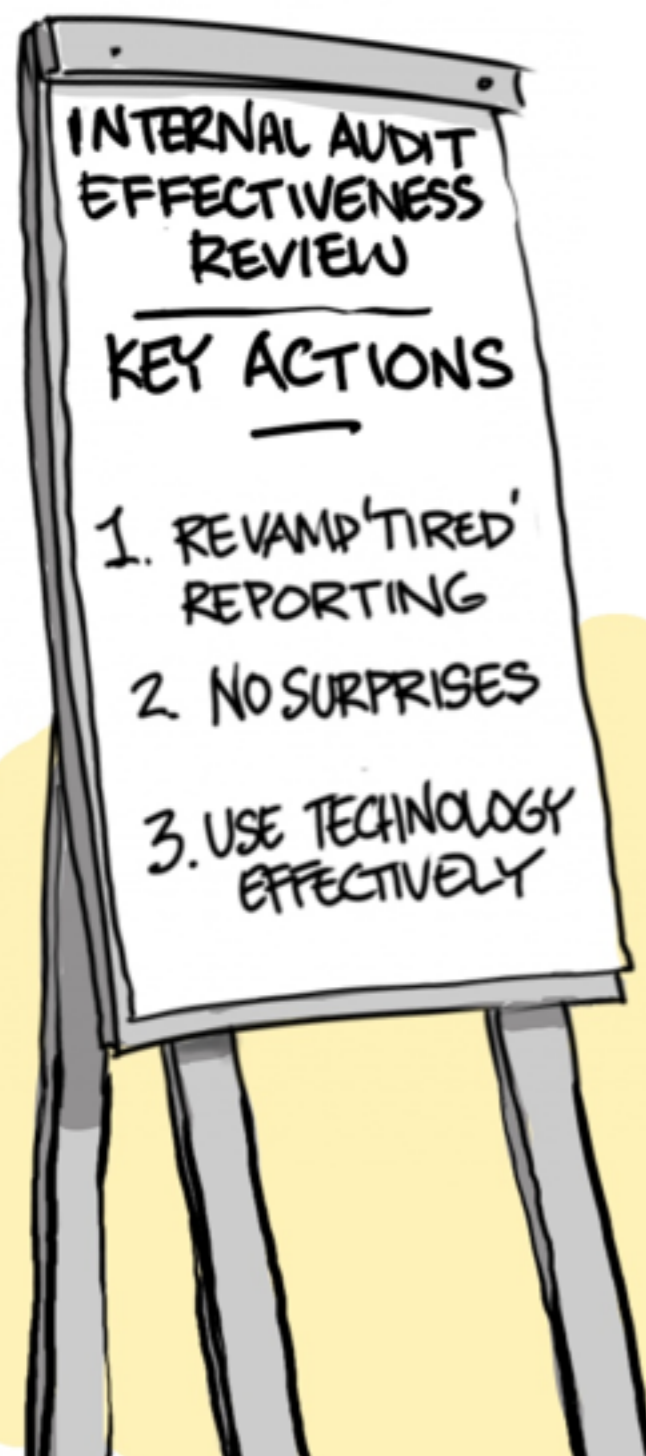 INTERNAL AUDIT
EFFECTIVENESS
REVIEW
KEY ACTIONS
1. REVAMP 'TIRED'
REPORTING
2. NO SURPRISES
3. USE TECHNOLOGY
EFFECTIVELY